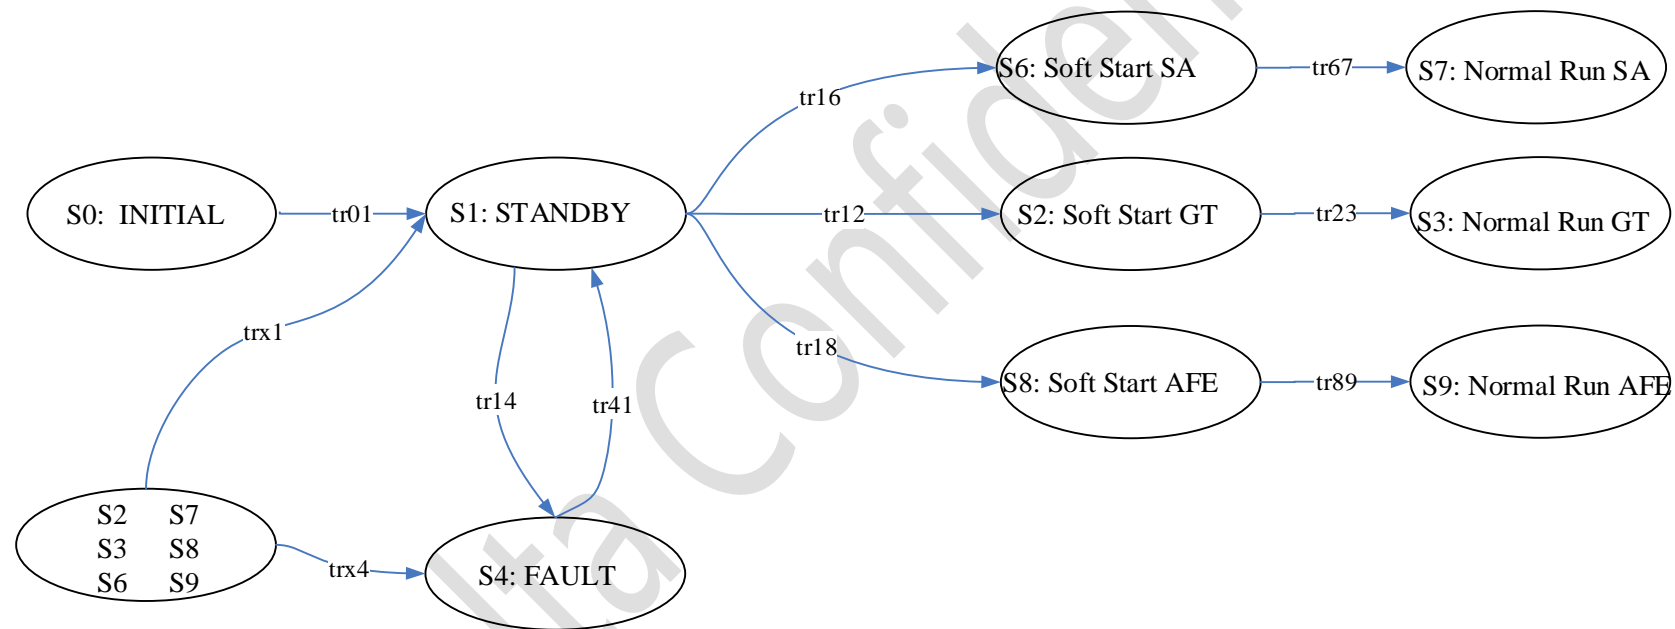 S6: Soft Start SA
tr67
S7: Normal Run SA
tr16
S0: INITIAL
tr01
S1: STANDBY
tr12
S2: Soft Start GT
tr23
S3: Normal Run GT
trx1
tr18
S8: Soft Start AFE
tr89
S9: Normal Run AFE
tr14
tr41
S2 S7
S3 S8
S6 S9
trx4
S4: FAULT
lta Confiden